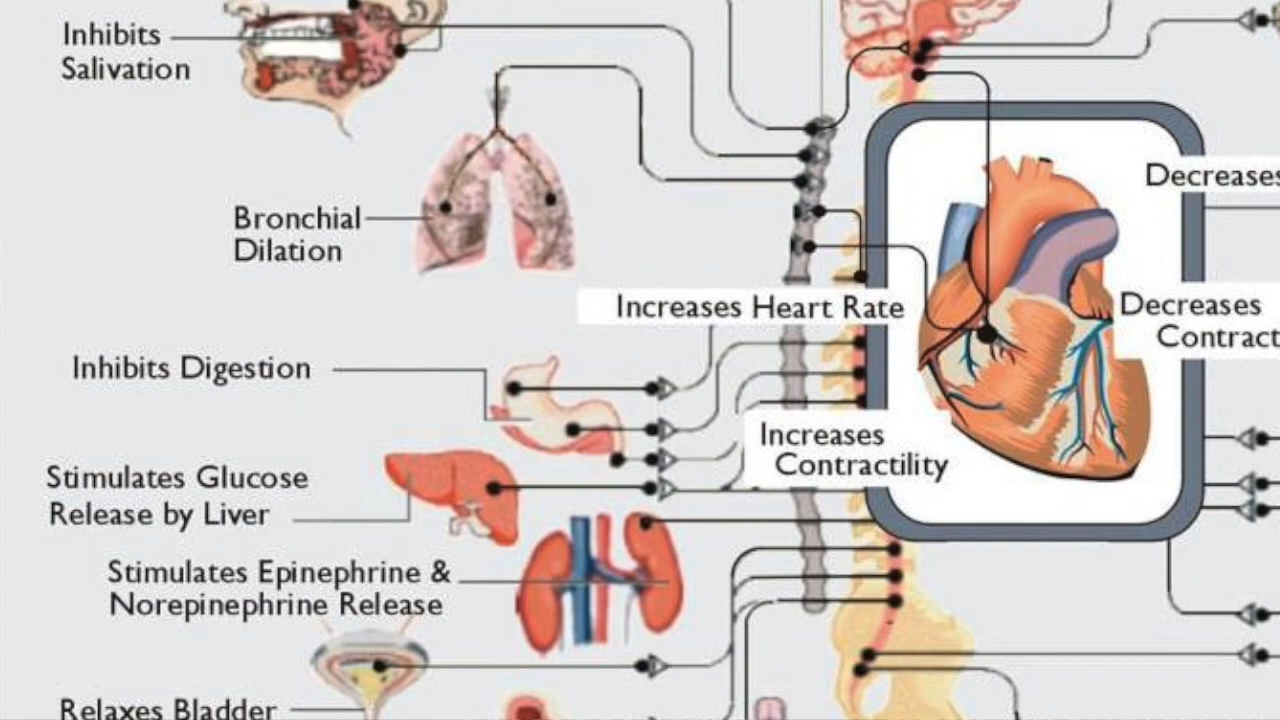 Inhibits
Salivation
Bronchial
Dilation
Increases Heart Rate
Inhibits Digestion
Increases
Contractility
Stimulates Glucose
Release by Liver
Stimulates Epinephrine &
Norepinephrine Release
Relaxes Bladder
Decreases
Decreases
Contract